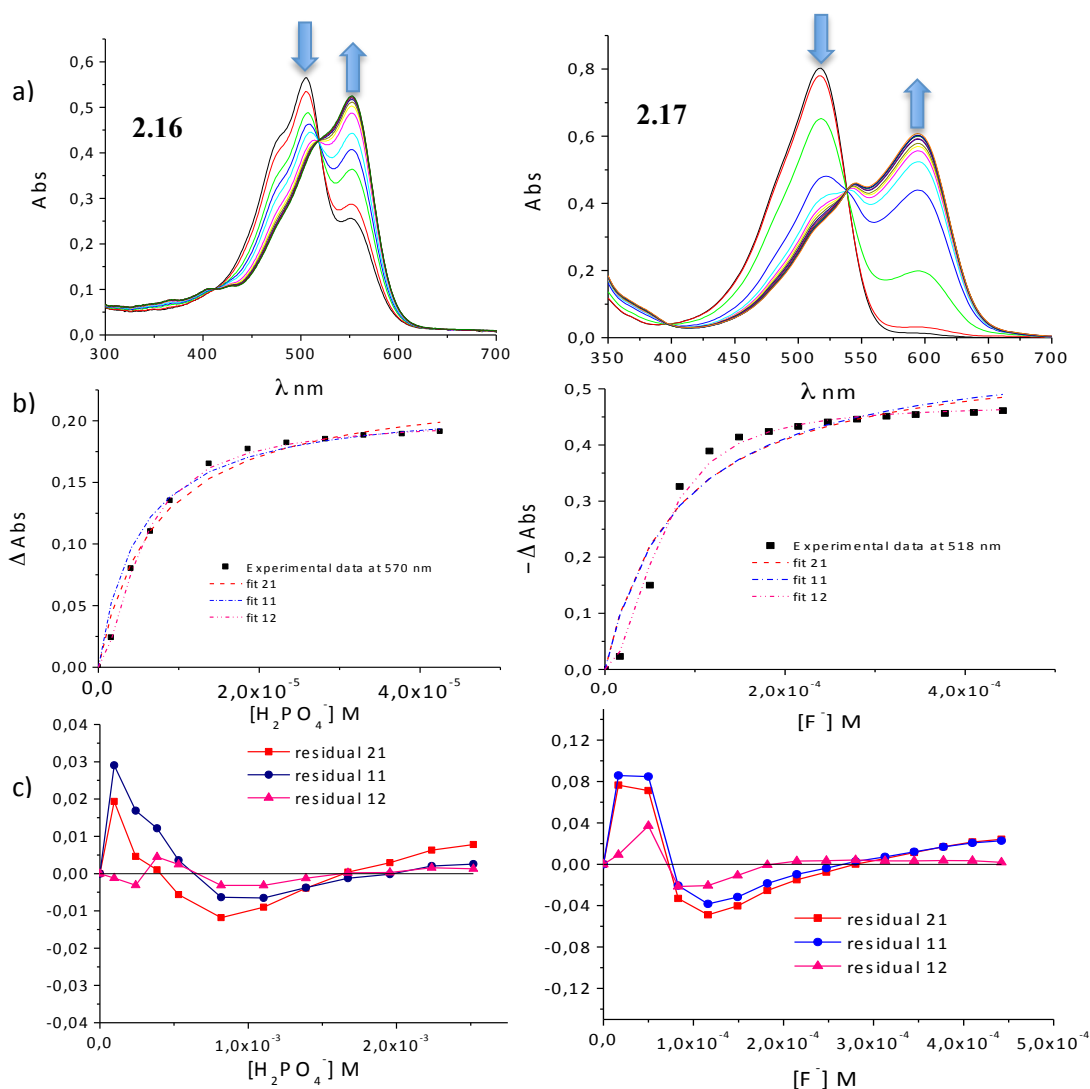 a)
2.16
Abs
0,6
0,5
0,4
0,3
0,2
0,1
0,0
300 400 500 600 700
λ nm
2.17
Abs
0,8
0,6
0,4
0,2
0,0
350 400 450 500 550 600 650 700
λ nm
b)
Δ Abs
0,20
0,15
0,10
0,05
0,00
Experimental data at 570 nm
fit 21
fit 11
fit 12
0,0 2,0x10⁻⁵ 4,0x10⁻⁵
[H₂PO₄⁻] M
− Δ Abs
-0,5
0,4
0,3
0,2
0,1
0,0
Experimental data at 518 nm
fit 21
fit 11
fit 12
0,0 2,0x10⁻⁴ 4,0x10⁻⁴
[F⁻] M
c)
0,04
0,03
0,02
0,01
0,00
-0,01
-0,02
-0,03
-0,04
residual 21
residual 11
residual 12
0,0 1,0x10⁻³ 2,0x10⁻³
[H₂PO₄⁻] M
0,12
0,08
0,04
0,00
-0,04
-0,08
-0,12
residual 21
residual 11
residual 12
0,0 1,0x10⁻⁴ 2,0x10⁻⁴ 3,0x10⁻⁴ 4,0x10⁻⁴ 5,0x10⁻⁴
[F⁻] M